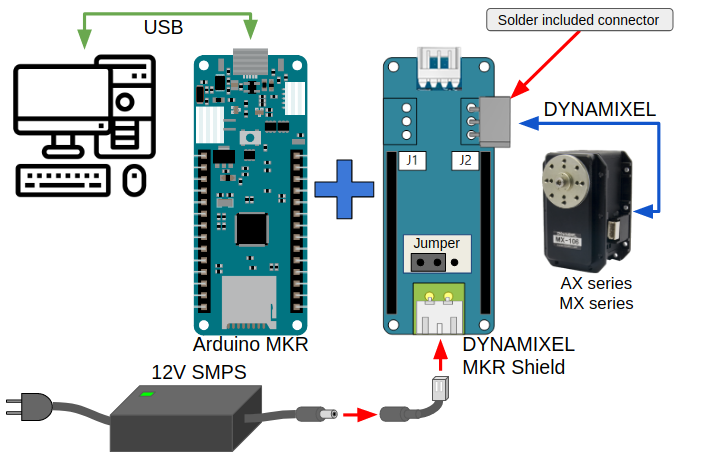 Solder included connector
USB
DYNAMIXEL
J1
J2
MX-106
Jumper
AX series
MX series
Arduino MKR
DYNAMIXEL
MKR Shield
12V SMPS